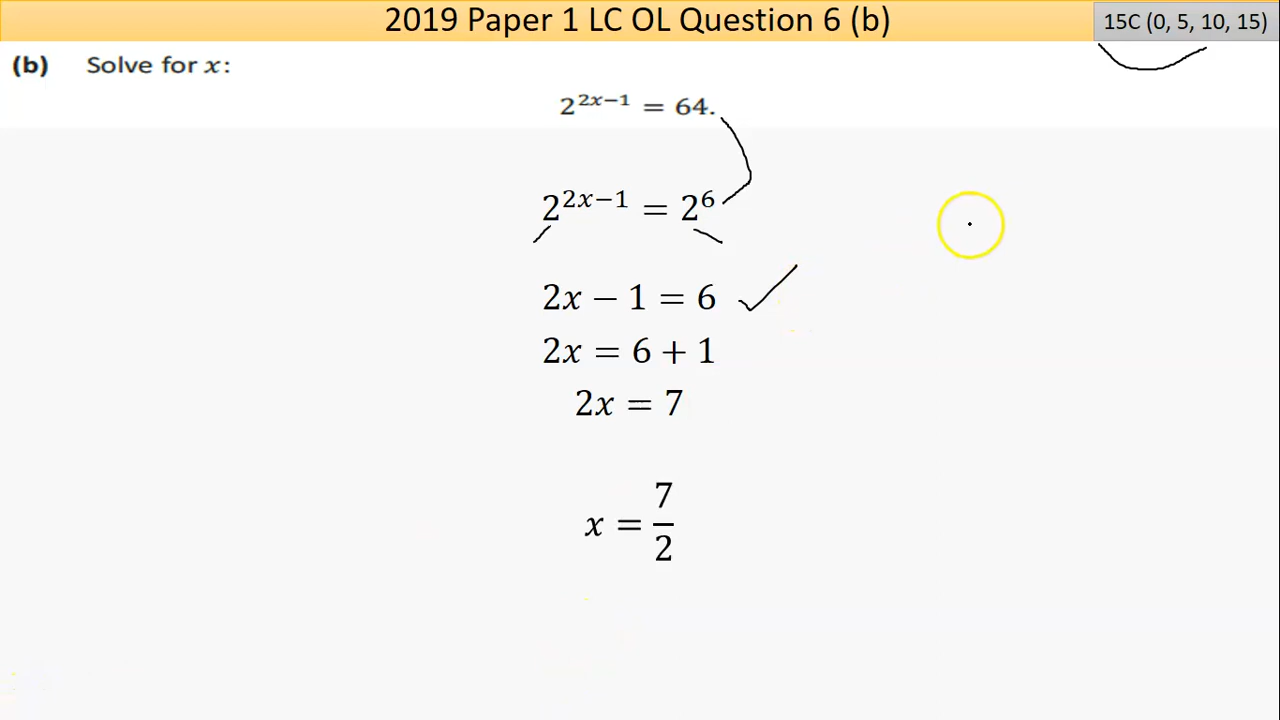 2019 Paper 1 LC OL Question 6 (b)
15C (0, 5, 10, 15)
(b) Solve for x:
2^{2x−1} = 64.
2^{2x−1} = 2^6
2x − 1 = 6
2x = 6 + 1
2x = 7
x = 7/2